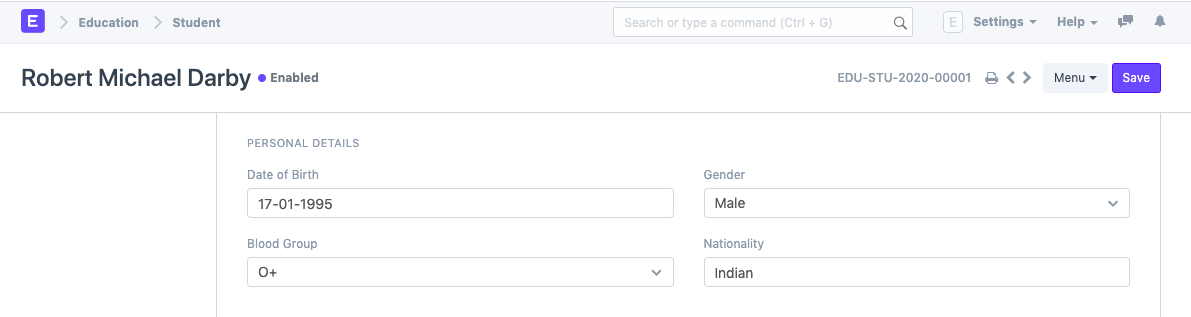 E Education Student Search or type a command (Ctrl + G) E Settings Help
Robert Michael Darby Enabled EDU-STU-2020-00001 Menu Save
PERSONAL DETAILS
Date of Birth Gender
17-01-1995 Male
Blood Group Nationality
O+ Indian